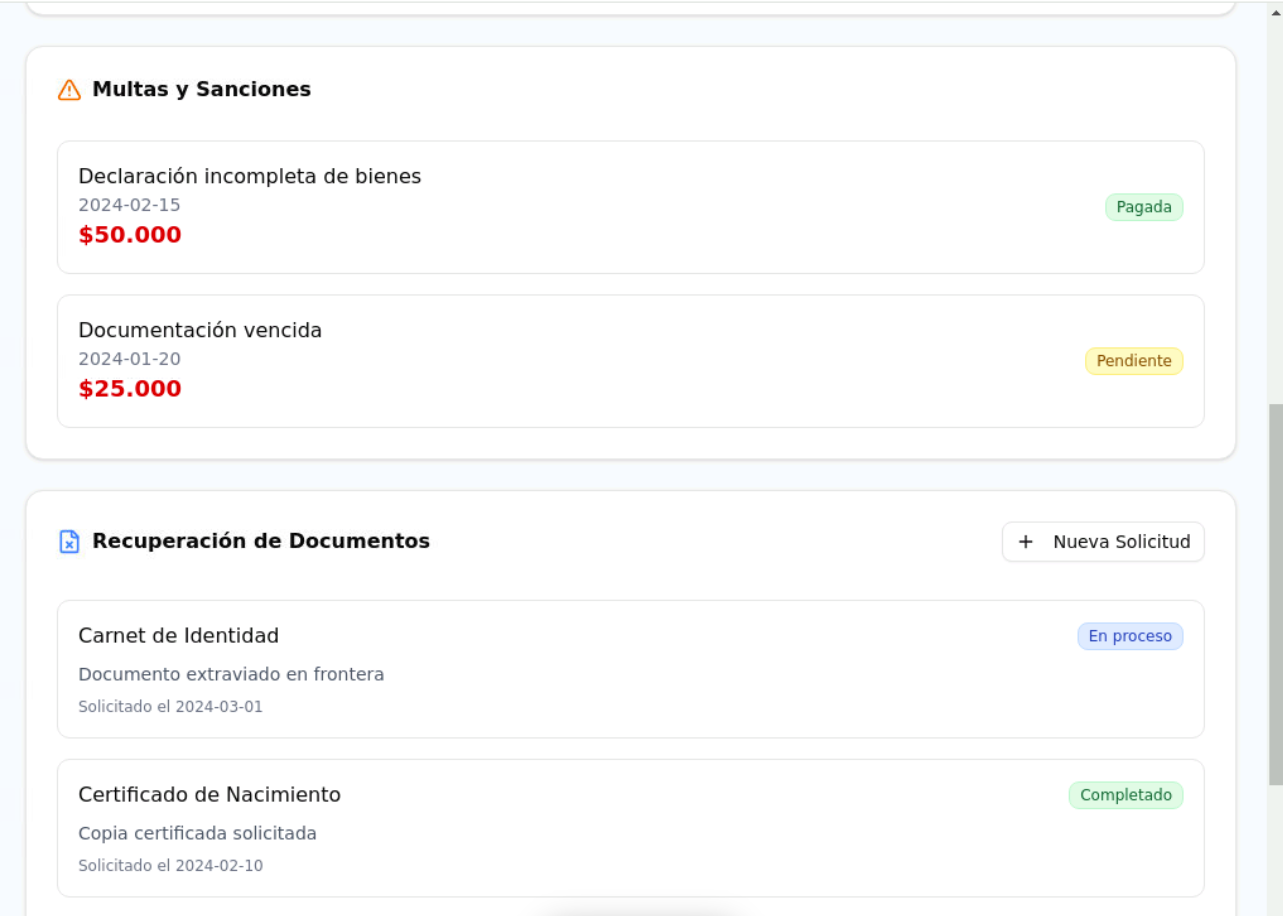 Multas y Sanciones
Declaración incompleta de bienes
2024-02-15
$50.000
Pagada
Documentación vencida
2024-01-20
$25.000
Pendiente
Recuperación de Documentos
+ Nueva Solicitud
Carnet de Identidad
En proceso
Documento extraviado en frontera
Solicitado el 2024-03-01
Certificado de Nacimiento
Completado
Copia certificada solicitada
Solicitado el 2024-02-10